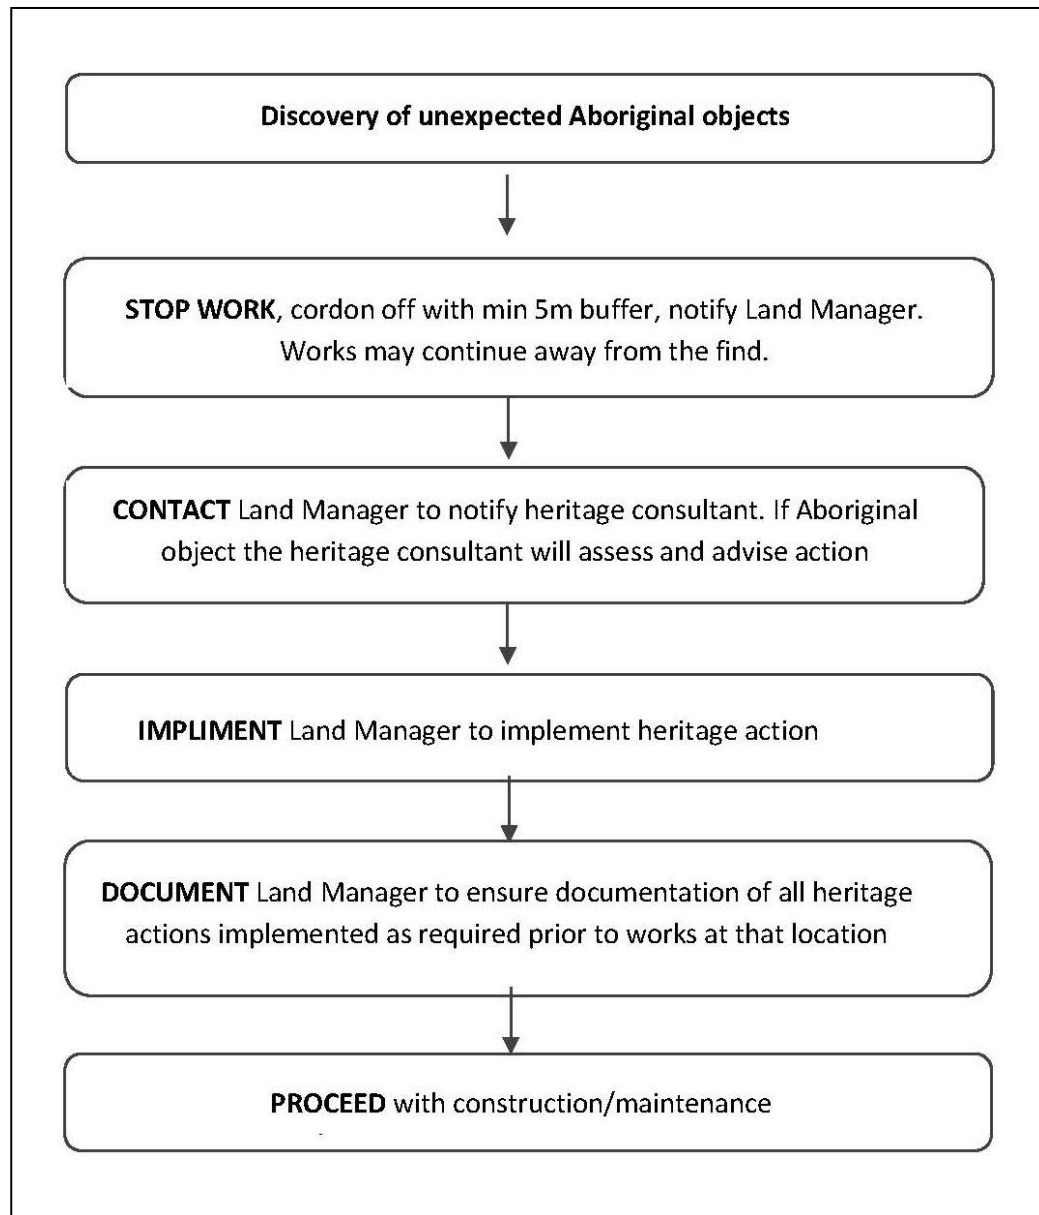 Discovery of unexpected Aboriginal objects
STOP WORK, cordon off with min 5m buffer, notify Land Manager.
Works may continue away from the find.
CONTACT Land Manager to notify heritage consultant. If Aboriginal
object the heritage consultant will assess and advise action
IMPLIMENT Land Manager to implement heritage action
DOCUMENT Land Manager to ensure documentation of all heritage
actions implemented as required prior to works at that location
PROCEED with construction/maintenance